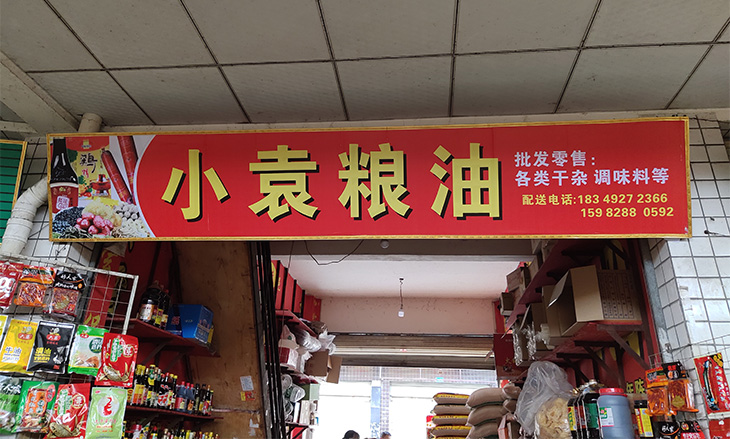 小袁粮油
批发零售:
各类干杂 调味料等
配送电话:183 4927 2366
159 8288 0592